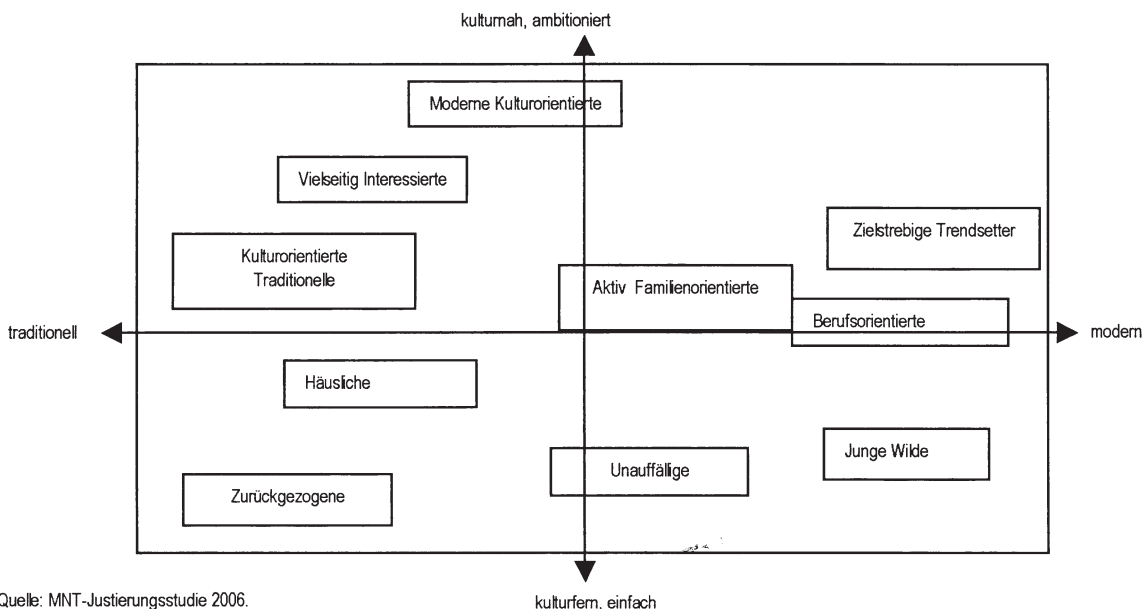 kulturnah, ambitioniert
Moderne Kulturorientierte
Vielseitig Interessierte
Zielstrebige Trendsetter
Kulturorientierte
Traditionelle
Aktiv Familienorientierte
Berufsorientierte
traditionell
modern
Häusliche
Junge Wilde
Unauffällige
Zurückgezogene
Quelle: MNT-Justierungsstudie 2006.
kulturfern, einfach